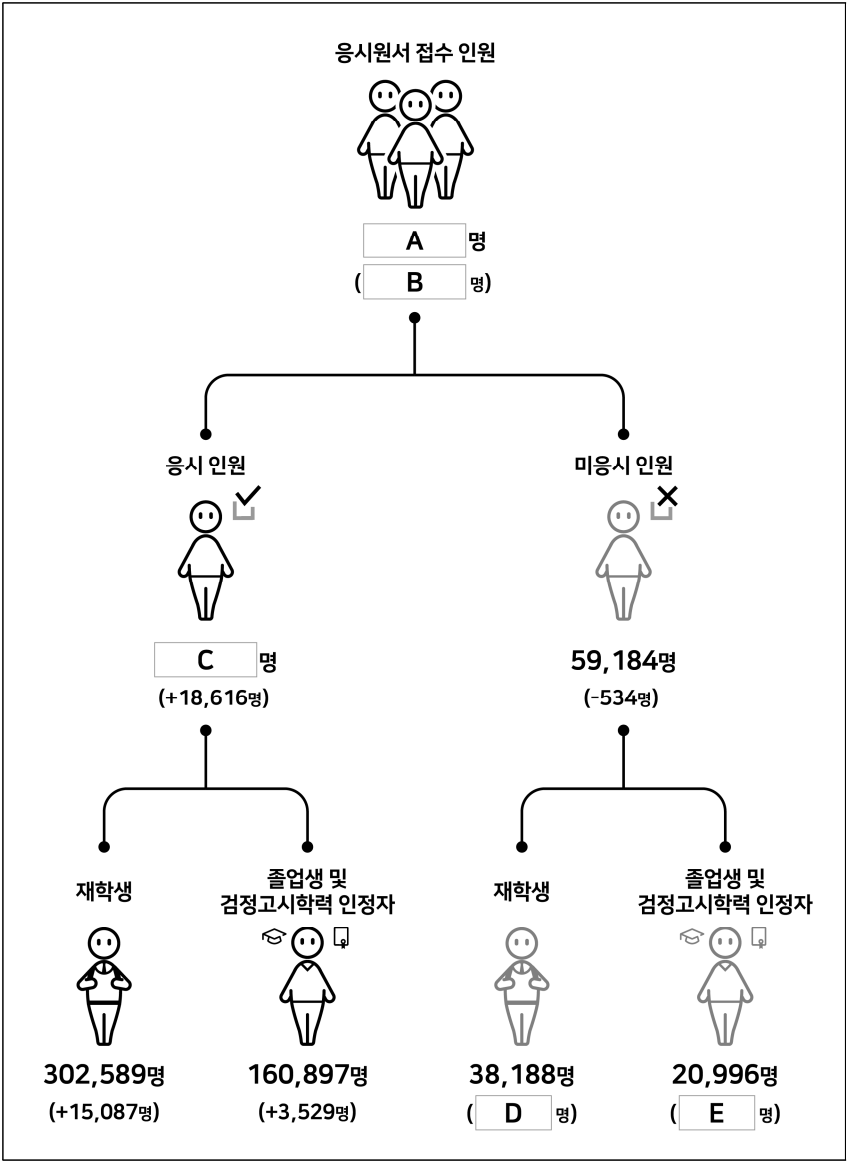 응시원서 접수 인원
A 명
( B 명)
응시 인원
미응시 인원
C 명
59,184명
(+18,616명)
(-534명)
재학생
졸업생 및
검정고시학력 인정자
재학생
졸업생 및
검정고시학력 인정자
302,589명
160,897명
38,188명
20,996명
(+15,087명)
(+3,529명)
( D 명)
( E 명)